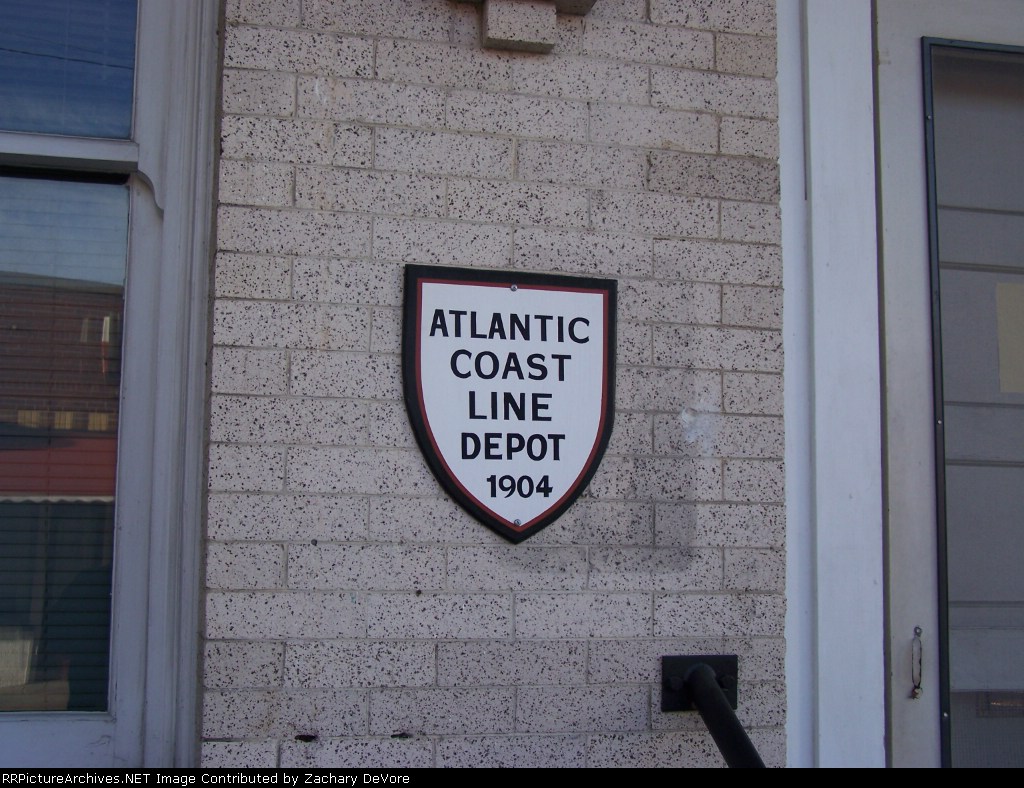 ATLANTIC
COAST
LINE
DEPOT
1904
RRPictureArchives.NET Image Contributed by Zachary DeVore